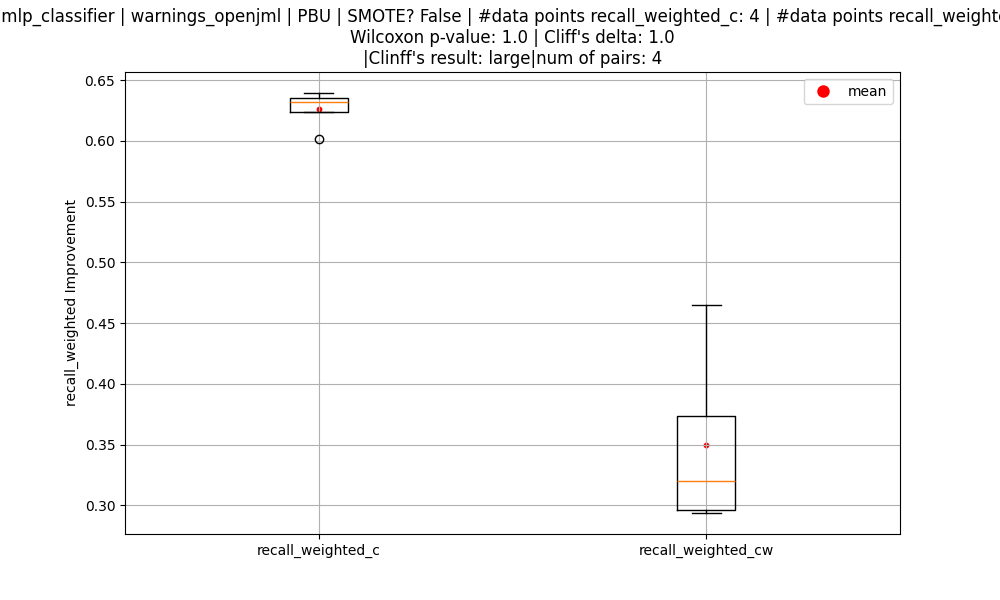 mlp_classifier | warnings_openjml | PBU | SMOTE? False | #data points recall_weighted_c: 4 | #data points
Wilcoxon p-value: 1.0 | Cliff's delta: 1.0
|Clinff's result: large|num of pairs: 4
mean
0.65
0.60
0.55
0.50
0.45
0.40
0.35
0.30
recall_weighted Improvement
recall_weighted_c
recall_weighted_cw